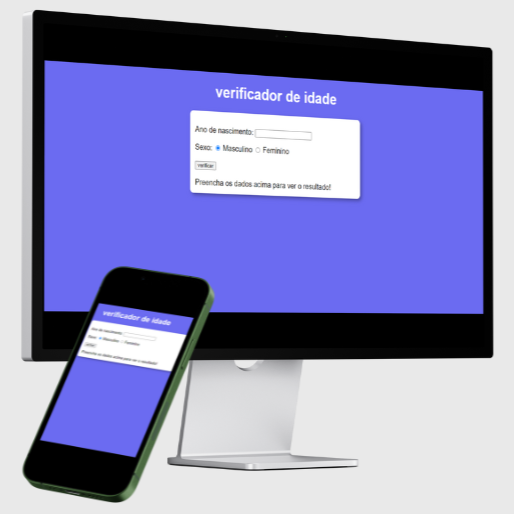 verificador de idade
Ano de nascimento:
Sexo: Masculino Feminino
verificar
Preencha os dados acima para ver o resultado!
verificador de idade
Ano de nascimento:
Sexo: Masculino Feminino
verificar
Preencha os dados acima para ver o resultado!